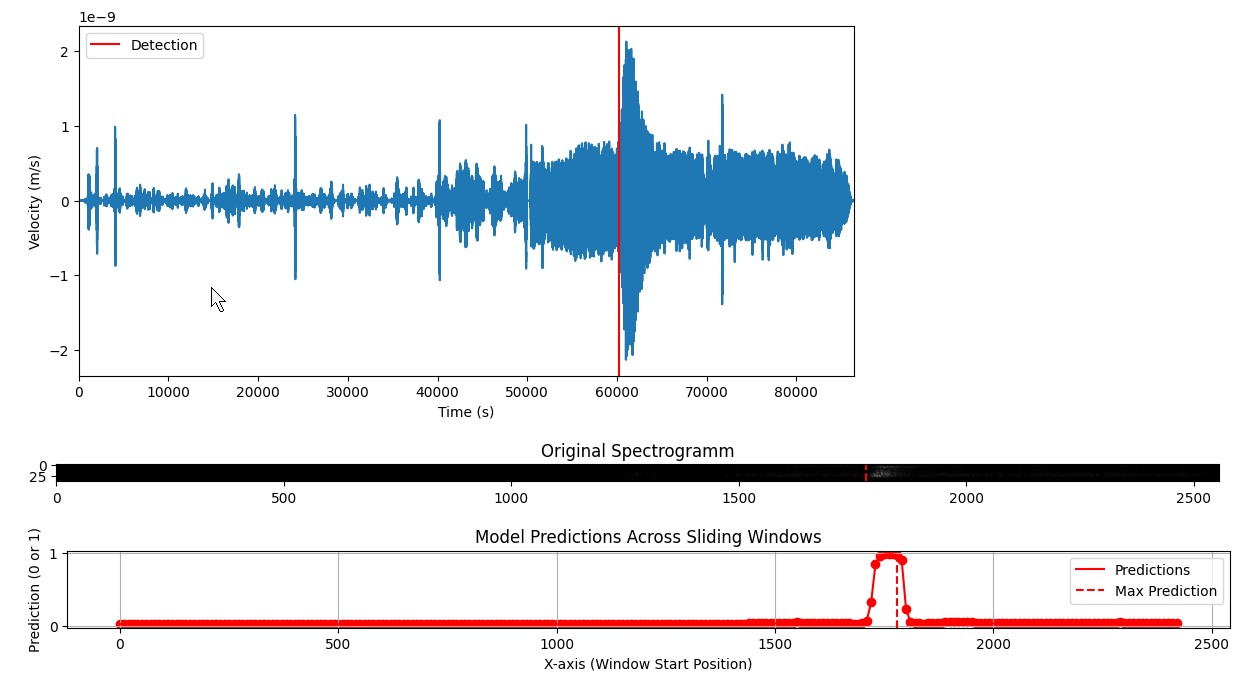 1e−9
Detection
2
1
0
−1
−2
Velocity (m/s)
0 10000 20000 30000 40000 50000 60000 70000 80000
Time (s)
Original Spectrogramm
0
25
0 500 1000 1500 2000 2500
Model Predictions Across Sliding Windows
1
0
Prediction (0 or 1)
Predictions
Max Prediction
0 500 1000 1500 2000 2500
X-axis (Window Start Position)